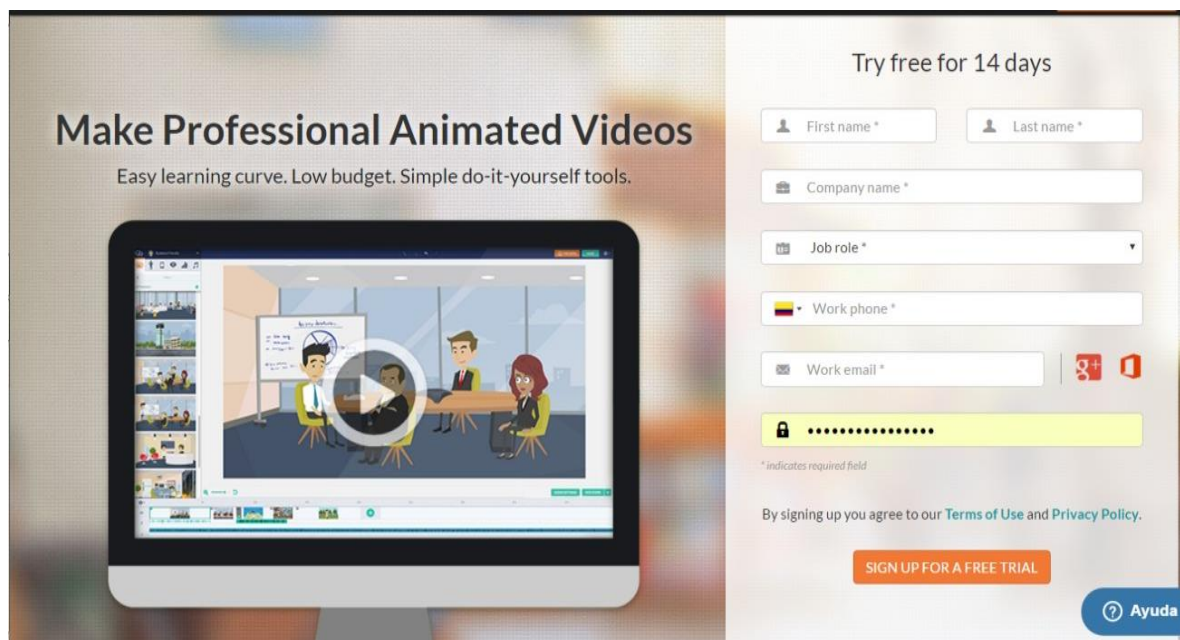 Make Professional Animated Videos
Easy learning curve. Low budget. Simple do-it-yourself tools.
Try free for 14 days
First name *
Last name *
Company name *
Job role *
Work phone *
Work email *
g+
••••••••••••••••
* indicates required field
By signing up you agree to our Terms of Use and Privacy Policy.
SIGN UP FOR A FREE TRIAL
? Ayuda